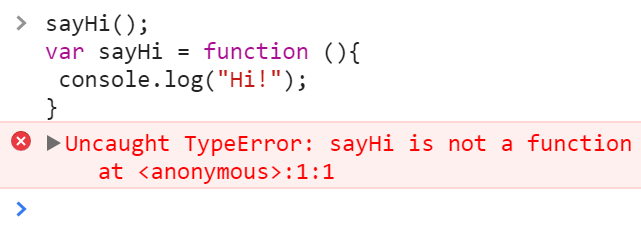 sayHi();
var sayHi = function (){
 console.log("Hi!");
}
Uncaught TypeError: sayHi is not a function
at <anonymous>:1:1